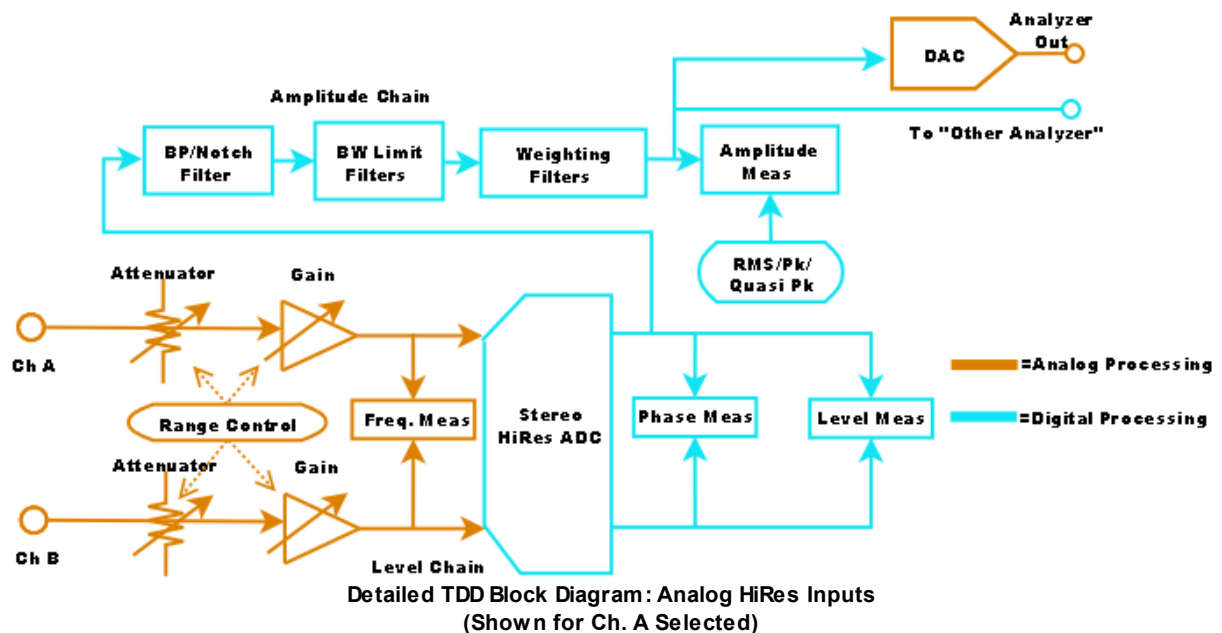 Analyzer
Out
DAC
To "Other Analyzer"
Amplitude Chain
BP/Notch
Filter
BW Limit
Filters
Weighting
Filters
Amplitude
Meas
RMS/Pk/
Quasi Pk
Attenuator
Gain
Ch A
Range Control
Freq. Meas
Stereo
HiRes ADC
Phase Meas
Level Meas
=Analog Processing
=Digital Processing
Attenuator
Gain
Ch B
Level Chain
Detailed TDD Block Diagram: Analog HiRes Inputs
(Shown for Ch. A Selected)